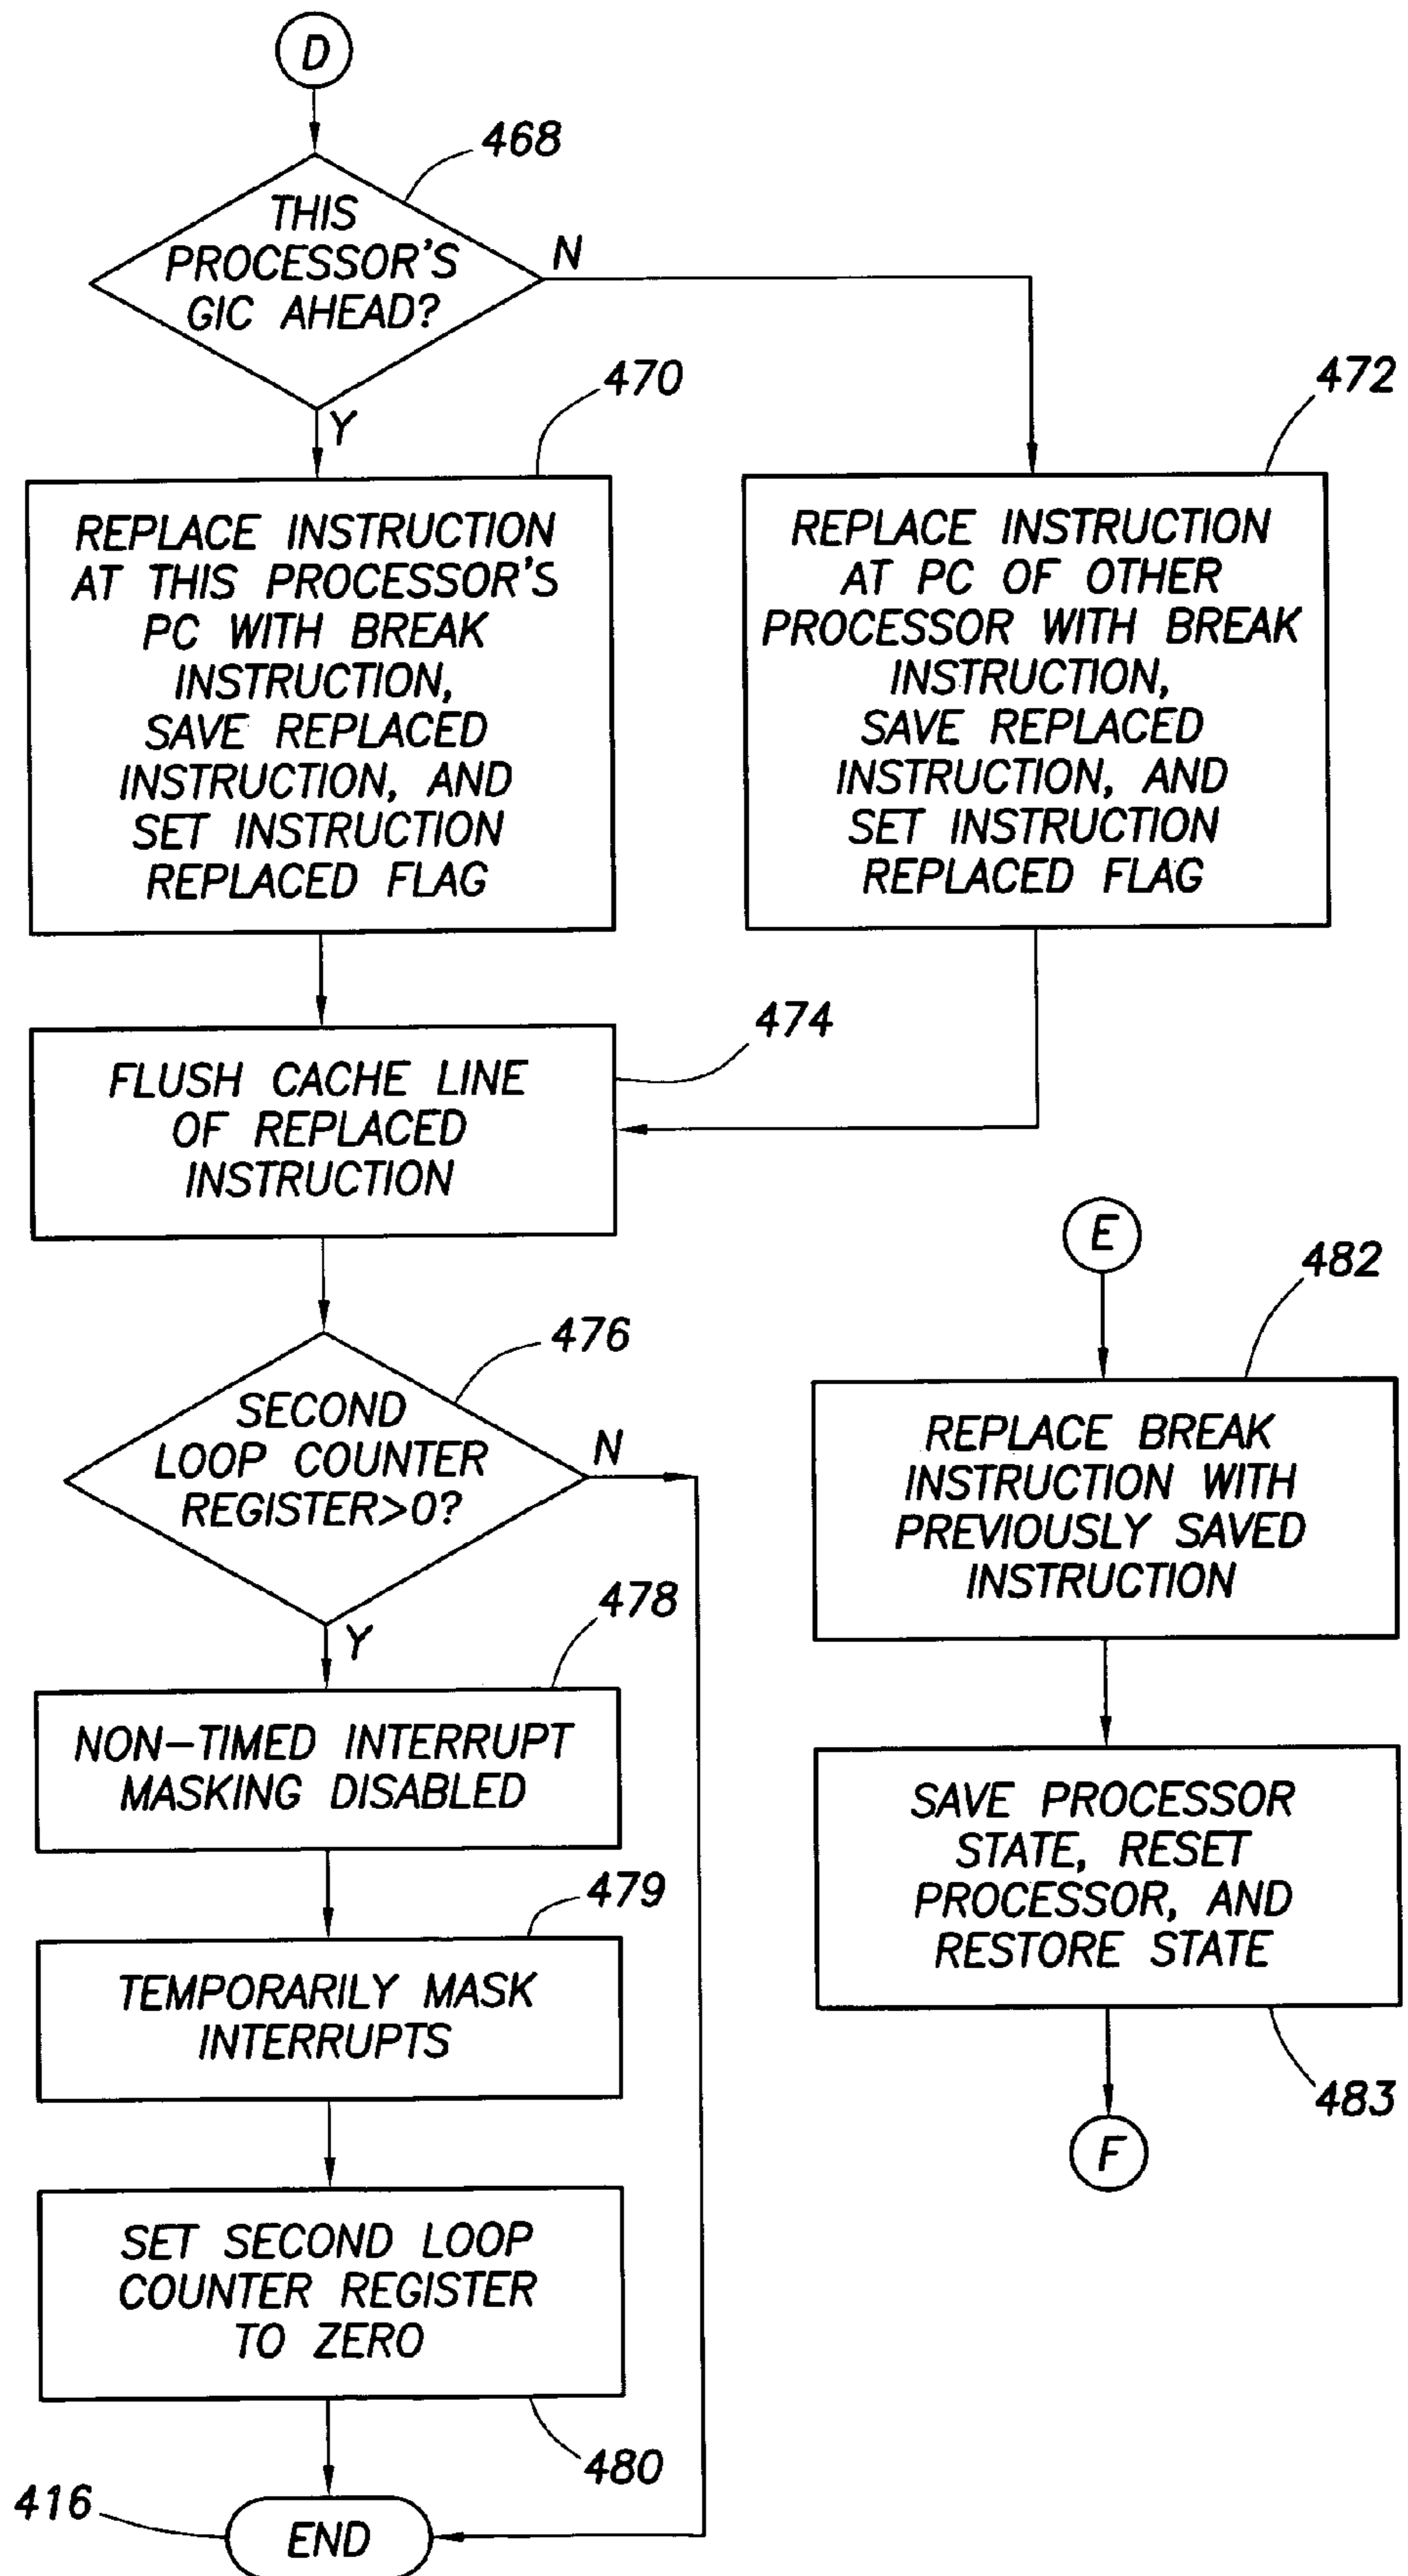 D
468
THIS
PROCESSOR'S
GIC AHEAD?
N
Y
470
REPLACE INSTRUCTION
AT THIS PROCESSOR'S
PC WITH BREAK
INSTRUCTION,
SAVE REPLACED
INSTRUCTION, AND
SET INSTRUCTION
REPLACED FLAG
472
REPLACE INSTRUCTION
AT PC OF OTHER
PROCESSOR WITH BREAK
INSTRUCTION,
SAVE REPLACED
INSTRUCTION, AND
SET INSTRUCTION
REPLACED FLAG
474
FLUSH CACHE LINE
OF REPLACED
INSTRUCTION
476
SECOND
LOOP COUNTER
REGISTER>0?
N
Y
478
NON-TIMED INTERRUPT
MASKING DISABLED
479
TEMPORARILY MASK
INTERRUPTS
SET SECOND LOOP
COUNTER REGISTER
TO ZERO
480
416
END
E
482
REPLACE BREAK
INSTRUCTION WITH
PREVIOUSLY SAVED
INSTRUCTION
SAVE PROCESSOR
STATE, RESET
PROCESSOR, AND
RESTORE STATE
483
F